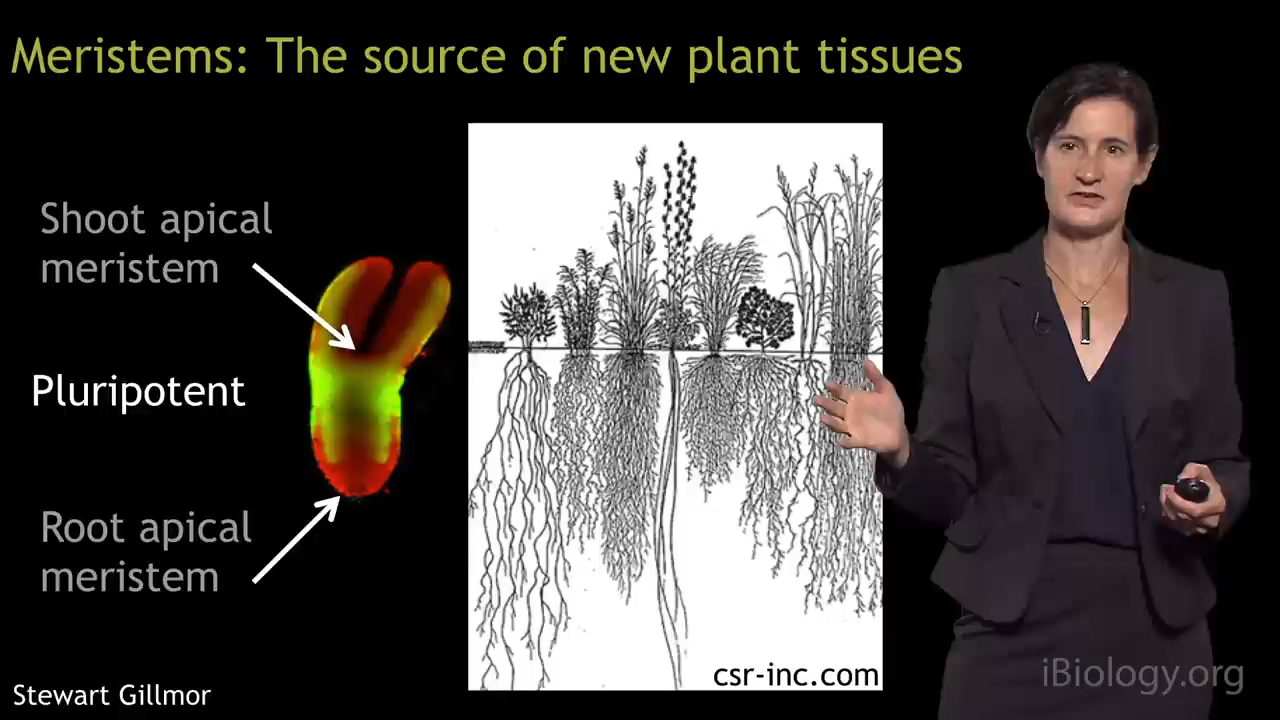 Meristems: The source of new plant tissues
Shoot apical
meristem
Pluripotent
Root apical
meristem
csr-inc.com
iBiology.org
Stewart Gillmor